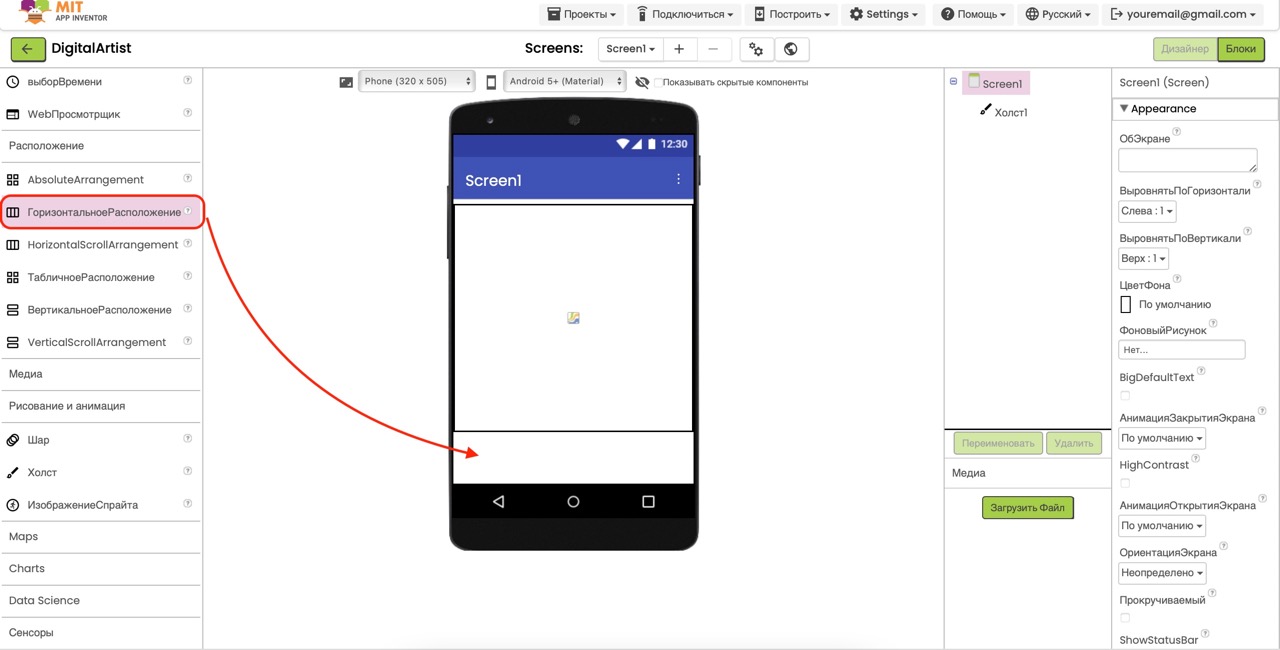 MIT
APP INVENTOR
Проекты
Подключиться
Построить
Settings
Помощь
Русский
youremail@gmail.com
DigitalArtist
Screens:
Screen1
Дизайнер
Блоки
выборВремени
WebПросмотрщик
Расположение
AbsoluteArrangement
ГоризонтальноеРасположение
HorizontalScrollArrangement
ТабличноеРасположение
ВертикальноеРасположение
VerticalScrollArrangement
Медиа
Рисование и анимация
Шар
Холст
ИзображениеСпрайта
Maps
Charts
Data Science
Сенсоры
Phone (320 x 505)
Android 5+ (Material)
Показывать скрытые компоненты
12:30
Screen1
Screen1
Холст1
Переименовать
Удалить
Медиа
Загрузить Файл
Screen1 (Screen)
Appearance
ОбЭкране
ВыровнятьПоГоризонтали
Слева : 1
ВыровнятьПоВертикали
Верх : 1
ЦветФона
По умолчанию
ФоновыйРисунок
Нет...
BigDefaultText
АнимацияЗакрытияЭкрана
По умолчанию
HighContrast
АнимацияОткрытияЭкрана
По умолчанию
ОриентацияЭкрана
Неопределено
Прокручиваемый
ShowStatusBar